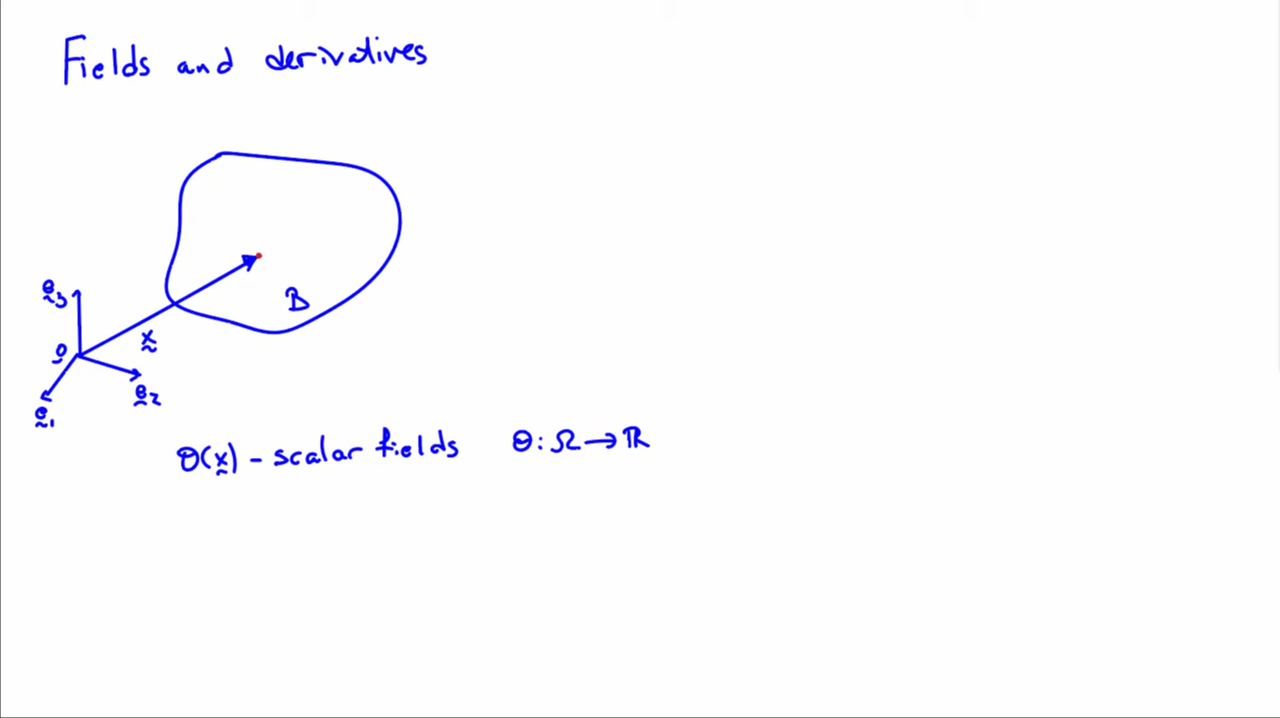 Fields and derivatives
B
e₃
x
o
e₂
e₁
θ(x) - scalar fields θ: Ω → ℝ